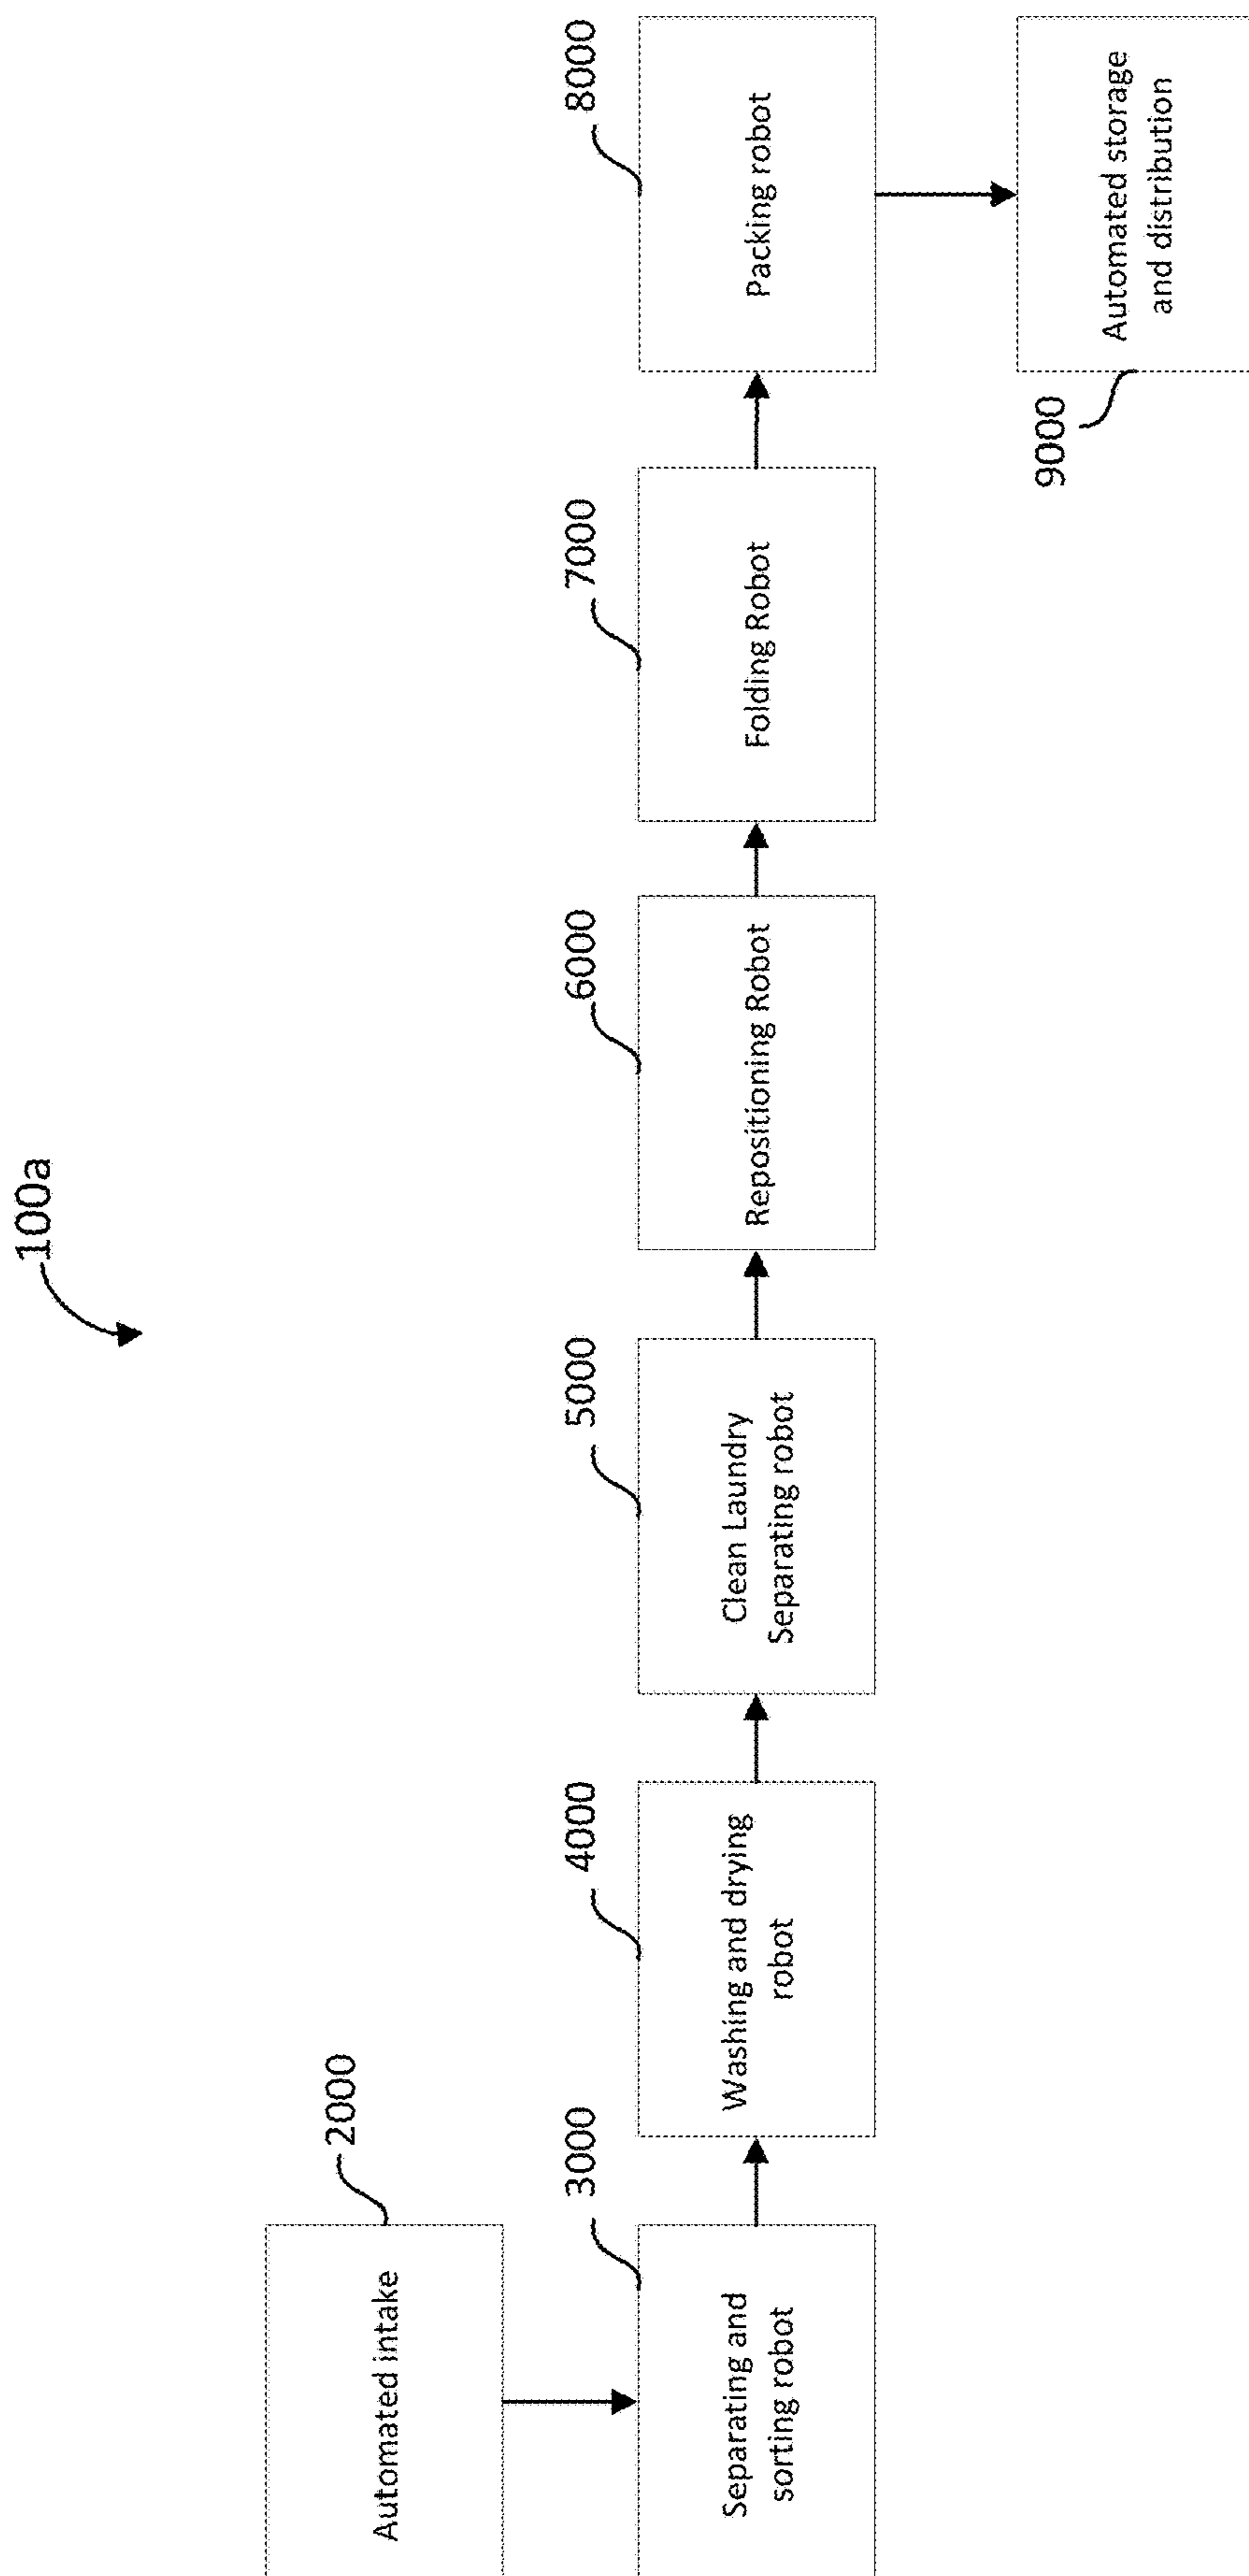 100a
Automated intake
2000
3000
Separating and
sorting robot
4000
Washing and drying
robot
5000
Clean Laundry
Separating robot
6000
Repositioning Robot
7000
Folding Robot
8000
Packing robot
9000
Automated storage
and distribution